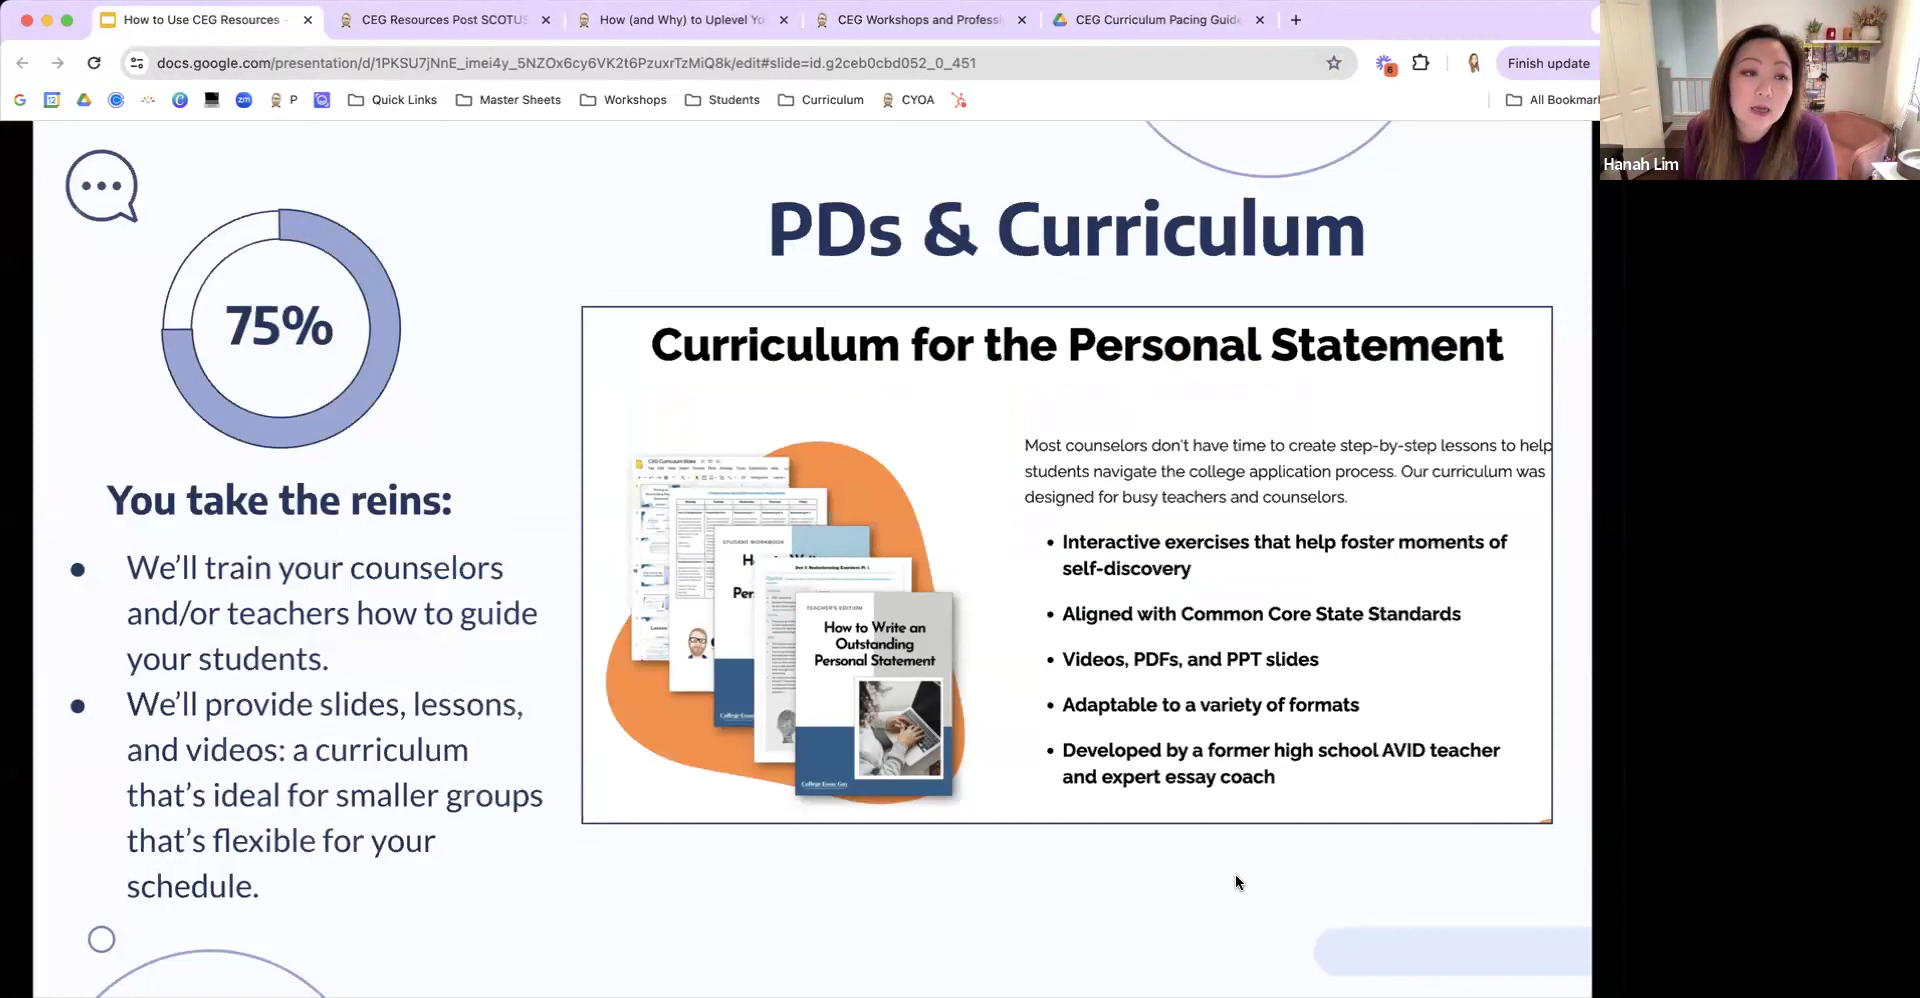 How to Use CEG Resources -
CEG Resources Post SCOTUS
How (and Why) to Uplevel Yo
CEG Workshops and Professi
CEG Curriculum Pacing Guide
docs.google.com/presentation/d/1PKSU7jNnE_imei4y_5NZOx6cy6VK2t6PzuxrTzMiQ8k/edit#slide=id.g2ceb0cbd052_0_451
6
Finish update
P
Quick Links
Master Sheets
Workshops
Students
Curriculum
CYOA
All Bookmar
Hanah Lim
75%
You take the reins:
● We’ll train your counselors
and/or teachers how to guide
your students.
● We’ll provide slides, lessons,
and videos: a curriculum
that’s ideal for smaller groups
that’s flexible for your
schedule.
PDs & Curriculum
Curriculum for the Personal Statement
STUDENT WORKBOOK
TEACHER'S EDITION
How to Write an
Outstanding
Personal Statement
College Essay Guy
Most counselors don't have time to create step-by-step lessons to help
students navigate the college application process. Our curriculum was
designed for busy teachers and counselors.
• Interactive exercises that help foster moments of
self-discovery
• Aligned with Common Core State Standards
• Videos, PDFs, and PPT slides
• Adaptable to a variety of formats
• Developed by a former high school AVID teacher
and expert essay coach